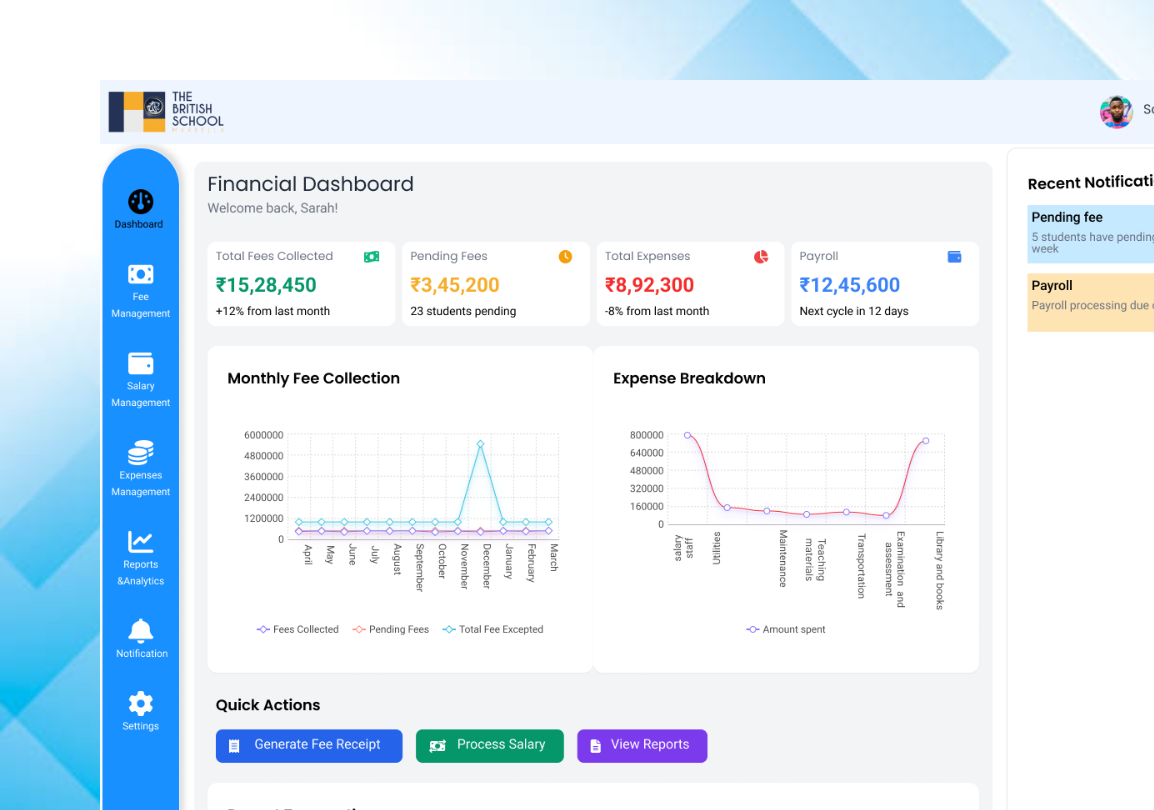 THE
BRITISH
SCHOOL
MARBELLA
Dashboard
Fee
Management
Salary
Management
Expenses
Management
Reports
&Analytics
Notification
Settings
Financial Dashboard
Welcome back, Sarah!
Total Fees Collected
₹15,28,450
+12% from last month
Pending Fees
₹3,45,200
23 students pending
Total Expenses
₹8,92,300
-8% from last month
Payroll
₹12,45,600
Next cycle in 12 days
Monthly Fee Collection
6000000
4800000
3600000
2400000
1200000
0
April
May
June
July
August
September
October
November
December
January
February
March
Fees Collected
Pending Fees
Total Fee Excepted
Expense Breakdown
800000
640000
480000
320000
160000
0
staff
salary
Utilities
Maintenance
Teaching
materials
Transportation
Examination and
assessment
Library and books
Amount spent
Quick Actions
Generate Fee Receipt
Process Salary
View Reports
Recent Notificati
Pending fee
5 students have pending
week
Payroll
Payroll processing due